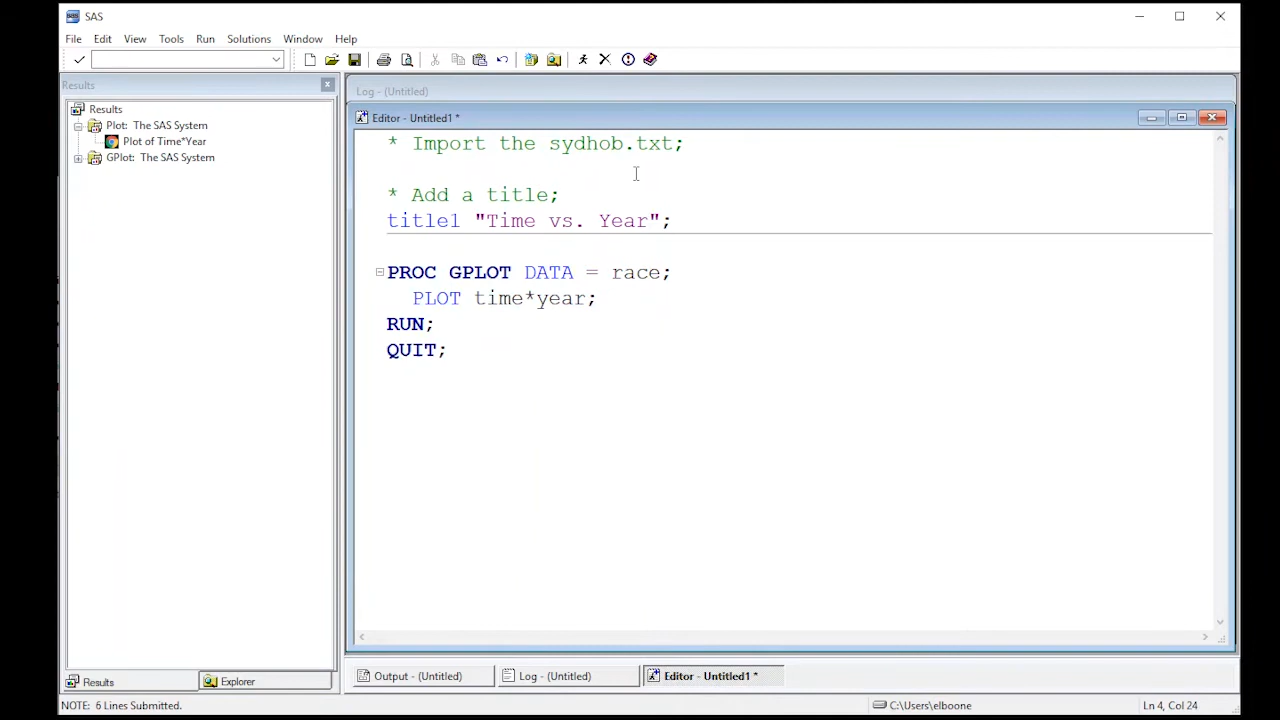 SAS
File Edit View Tools Run Solutions Window Help
Results
Results
Plot: The SAS System
Plot of Time*Year
GPlot: The SAS System
Log - (Untitled)
Editor - Untitled1 *
* Import the sydhob.txt;
* Add a title;
title1 "Time vs. Year";
PROC GPLOT DATA = race;
PLOT time*year;
RUN;
QUIT;
Results Explorer
Output - (Untitled) Log - (Untitled) Editor - Untitled1 *
NOTE: 6 Lines Submitted. C:\Users\elboone Ln 4, Col 24